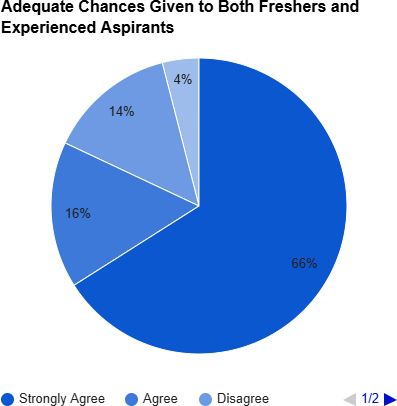 Adequate Chances Given to Both Freshers and
Experienced Aspirants
4%
14%
16%
66%
Strongly Agree
Agree
Disagree
1/2